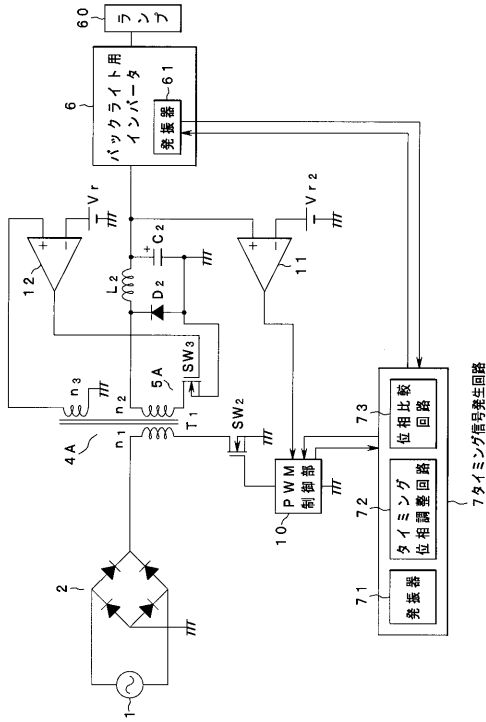 60
ランプ
6
バックライト用
インバータ
61
発振器
12
Vr
L₂
C₂
+
D₂
Vr₂
11
n₃
4A
n₁
n₂
5A
T₁
SW₃
SW₂
10
PWM
制御部
2
1
7タイミング信号発生回路
71
発振器
72
タイミング
位相調整回路
73
位相比較
回路
+
−
+
−